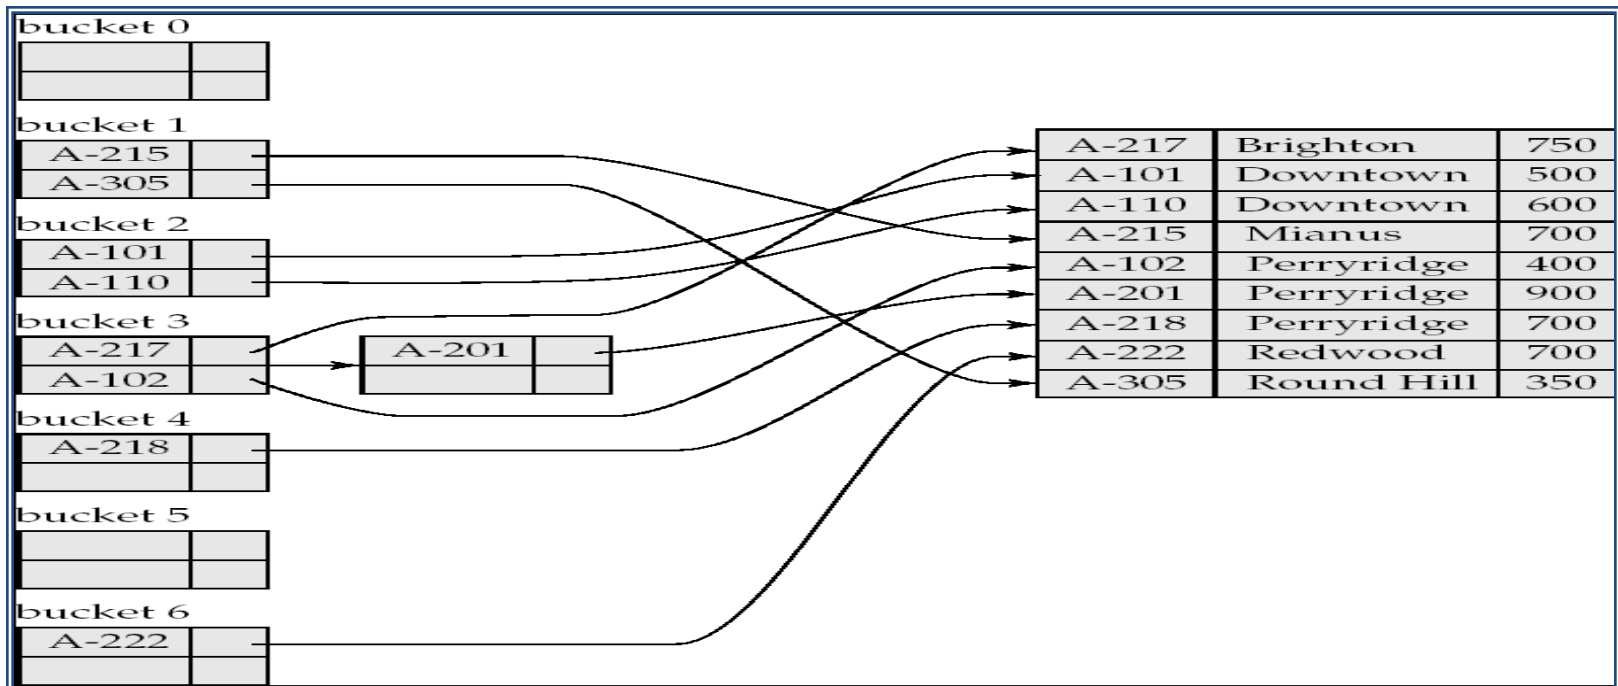 bucket 0
bucket 1
A-215
A-305
bucket 2
A-101
A-110
bucket 3
A-217
A-102
A-201
bucket 4
A-218
bucket 5
bucket 6
A-222
A-217 Brighton 750
A-101 Downtown 500
A-110 Downtown 600
A-215 Mianus 700
A-102 Perryridge 400
A-201 Perryridge 900
A-218 Perryridge 700
A-222 Redwood 700
A-305 Round Hill 350